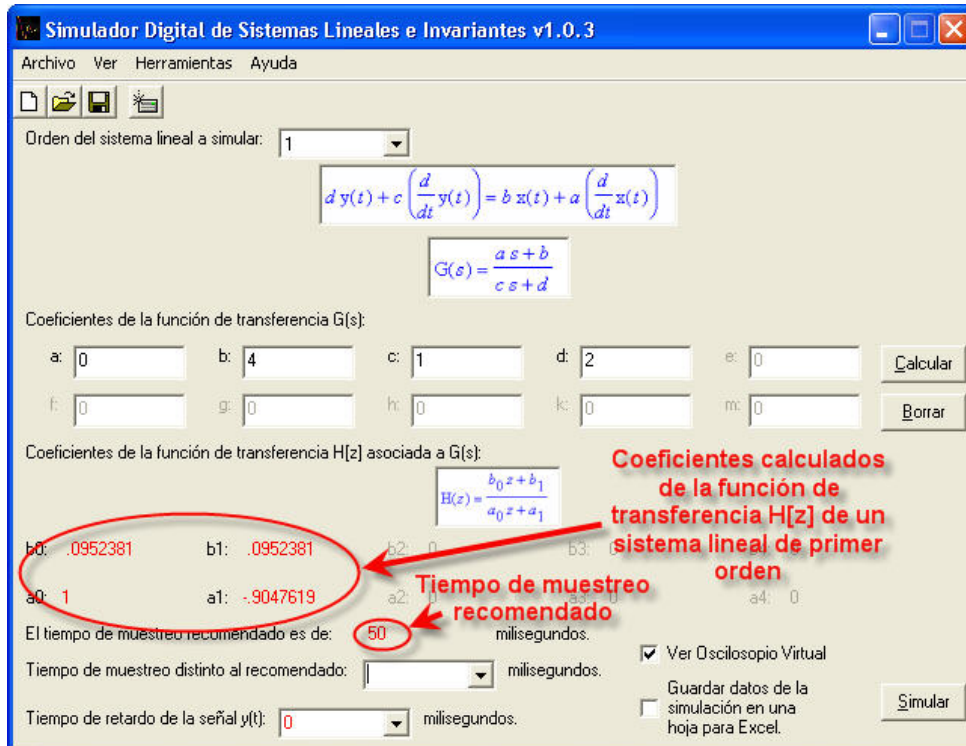 Simulador Digital de Sistemas Lineales e Invariantes v1.0.3
Archivo Ver Herramientas Ayuda
Orden del sistema lineal a simular: 1
d y(t) + c (d/dt y(t)) = b x(t) + a (d/dt x(t))
G(s) = (a s + b)/(c s + d)
Coeficientes de la función de transferencia G(s):
a: 0 b: 4 c: 1 d: 2 e: 0 Calcular
f: 0 g: 0 h: 0 k: 0 m: 0 Borrar
Coeficientes de la función de transferencia H[z] asociada a G(s):
H(z) = (b0 z + b1)/(a0 z + a1)
Coeficientes calculados
de la función de
transferencia H[z] de un
sistema lineal de primer
orden
b0: .0952381 b1: .0952381 b2: 0 b3: 0
a0: 1 a1: -.9047619 a2: 0 a4: 0
Tiempo de muestreo
recomendado
El tiempo de muestreo recomendado es de: 50 milisegundos.
Tiempo de muestreo distinto al recomendado: milisegundos.
Tiempo de retardo de la señal y(t): 0 milisegundos.
Ver Osciloscopio Virtual
Guardar datos de la
simulación en una
hoja para Excel.
Simular